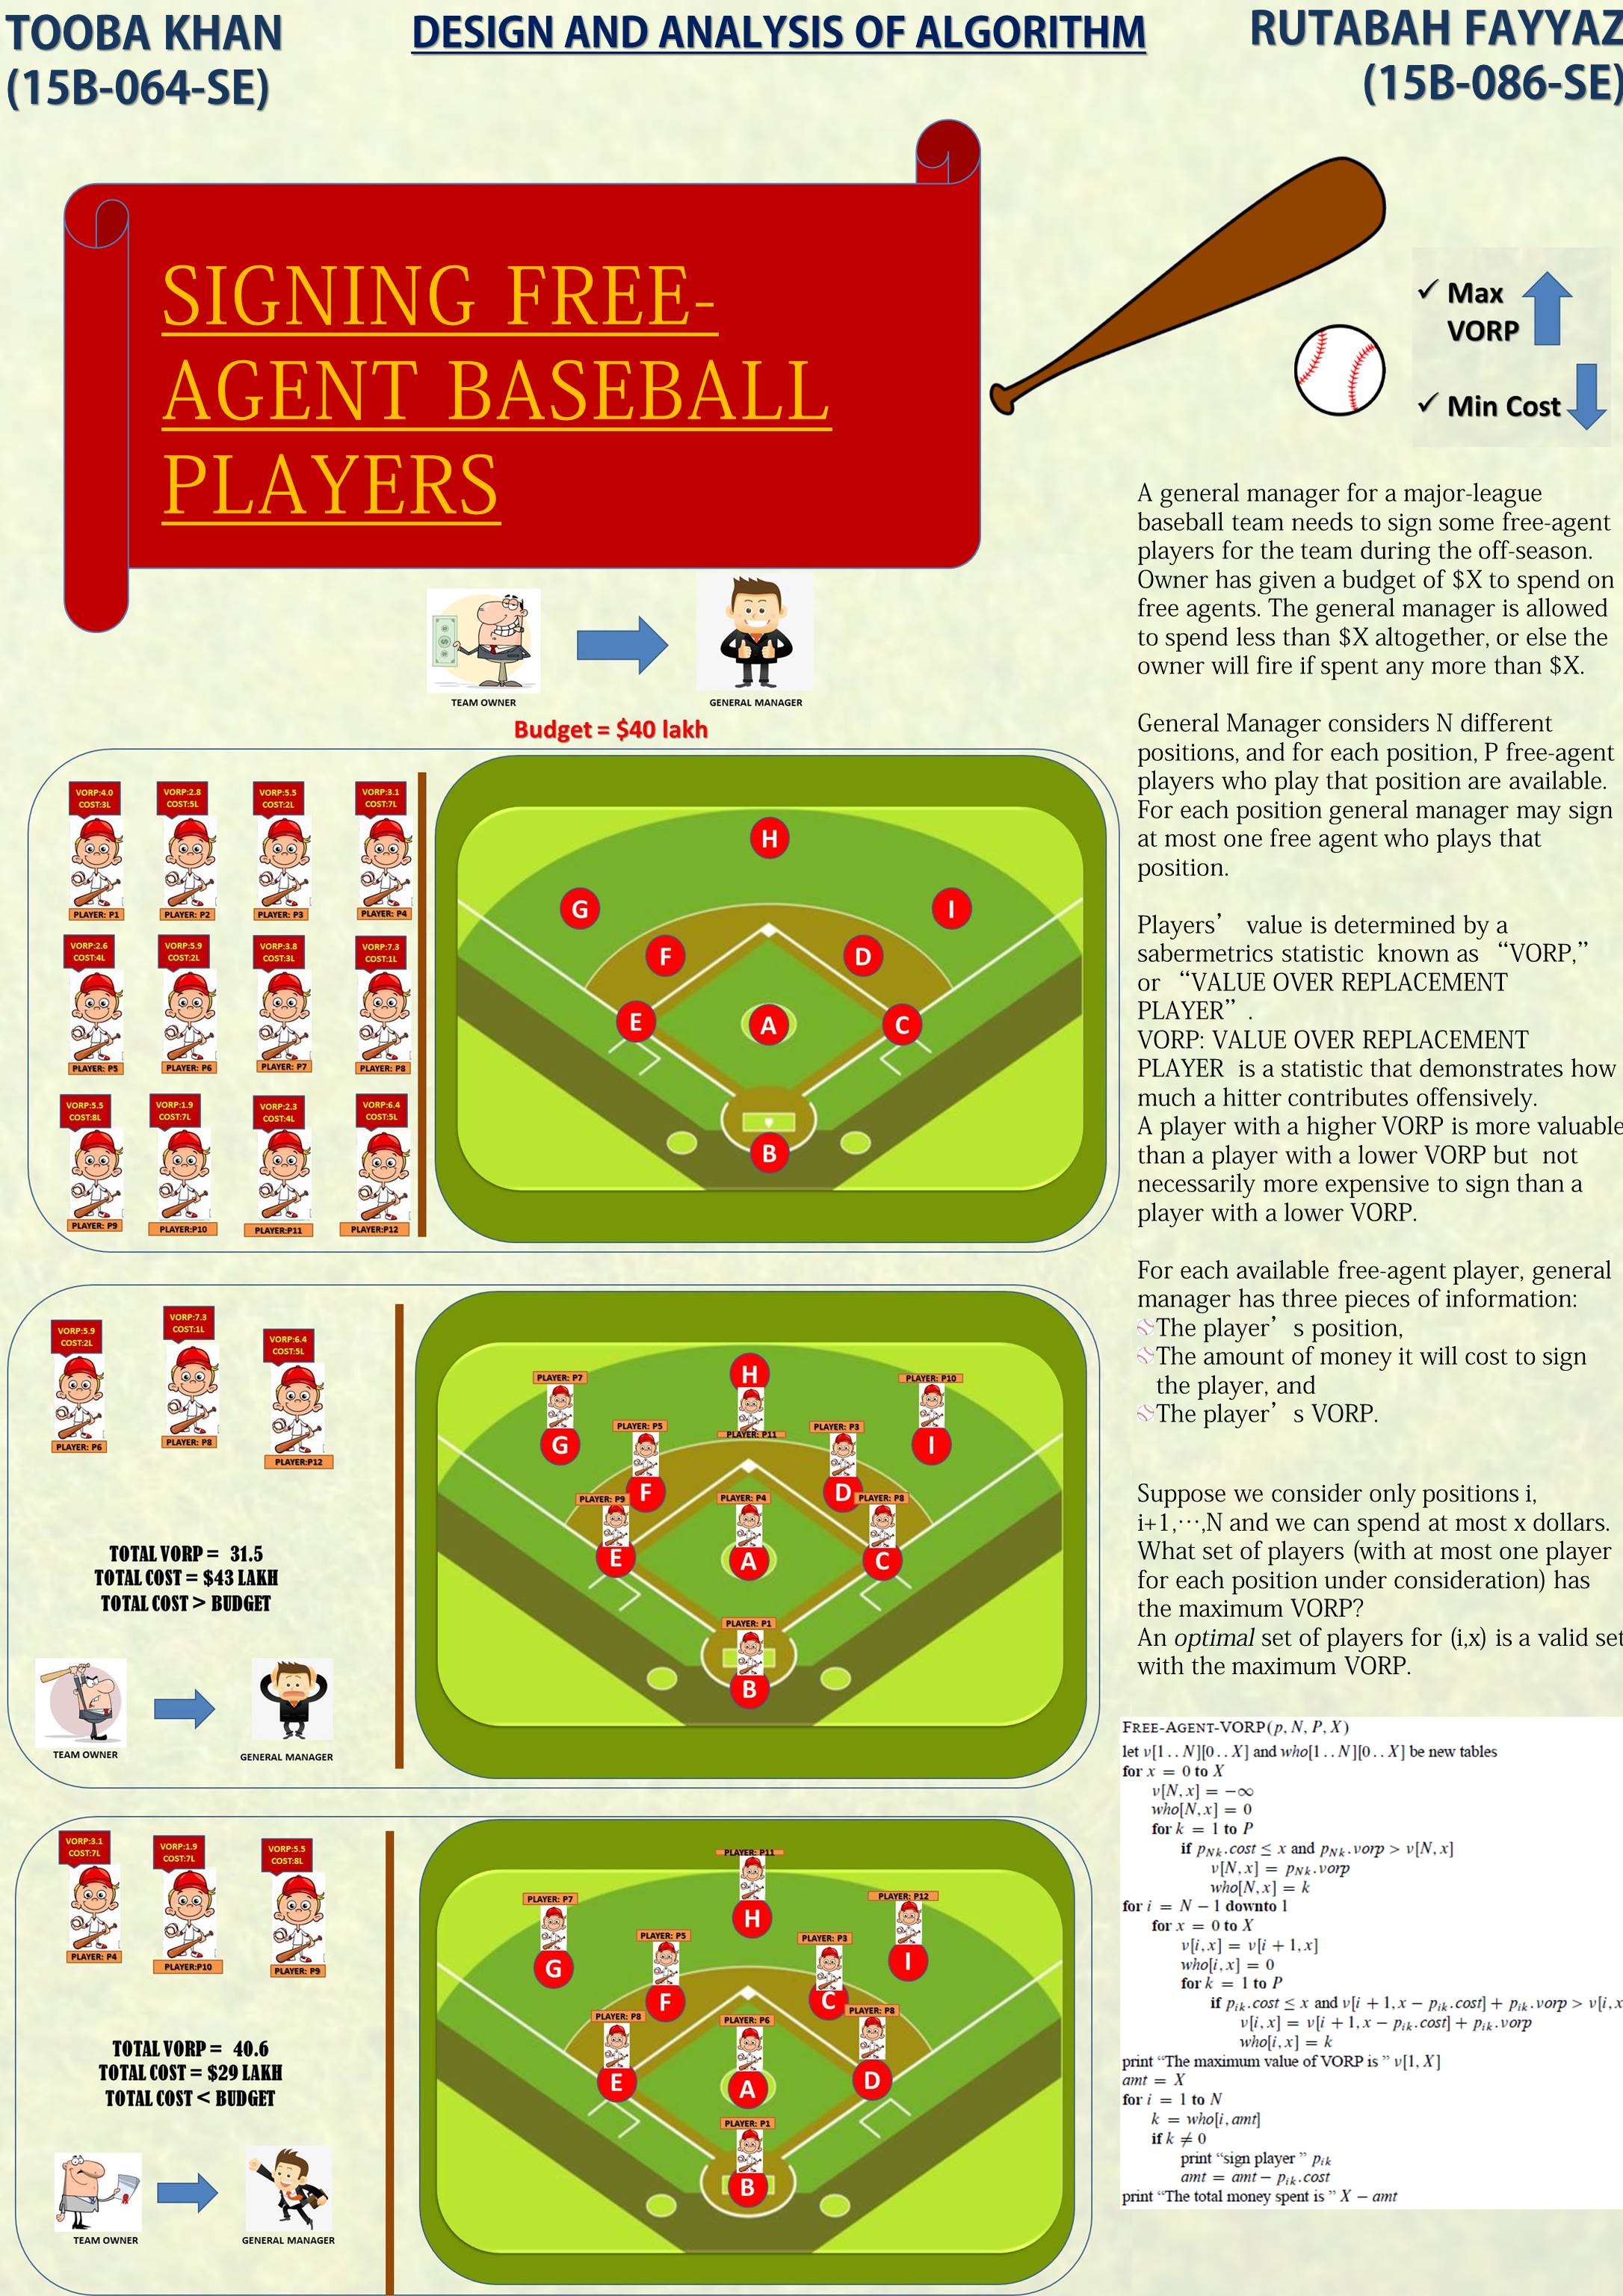 TOOBA KHAN
(15B-064-SE)
DESIGN AND ANALYSIS OF ALGORITHM
RUTABAH FAYYAZ
(15B-086-SE)
SIGNING FREE-
AGENT BASEBALL
PLAYERS
✓ Max
VORP
✓ Min Cost
TEAM OWNER
GENERAL MANAGER
Budget = $40 lakh
VORP:4.0
COST:3L
PLAYER: P1
VORP:2.8
COST:5L
PLAYER: P2
VORP:5.5
COST:2L
PLAYER: P3
VORP:3.1
COST:7L
PLAYER: P4
VORP:2.6
COST:4L
PLAYER: P5
VORP:5.9
COST:2L
PLAYER: P6
VORP:3.8
COST:3L
PLAYER: P7
VORP:7.3
COST:1L
PLAYER: P8
VORP:5.5
COST:8L
PLAYER: P9
VORP:1.9
COST:7L
PLAYER:P10
VORP:2.3
COST:4L
PLAYER:P11
VORP:6.4
COST:5L
PLAYER:P12
H
G
I
F
D
E
A
C
B
VORP:5.9
COST:2L
PLAYER: P6
VORP:7.3
COST:1L
PLAYER: P8
VORP:6.4
COST:5L
PLAYER:P12
TOTAL VORP = 31.5
TOTAL COST = $43 LAKH
TOTAL COST > BUDGET
TEAM OWNER
GENERAL MANAGER
H
PLAYER: P11
PLAYER: P7
G
PLAYER: P10
I
PLAYER: P5
F
PLAYER: P3
D
PLAYER: P9
E
PLAYER: P4
A
PLAYER: P8
C
PLAYER: P1
B
VORP:3.1
COST:7L
PLAYER: P4
VORP:1.9
COST:7L
PLAYER:P10
VORP:5.5
COST:8L
PLAYER: P9
TOTAL VORP = 40.6
TOTAL COST = $29 LAKH
TOTAL COST < BUDGET
TEAM OWNER
GENERAL MANAGER
PLAYER: P11
H
PLAYER: P7
G
PLAYER: P12
I
PLAYER: P5
F
PLAYER: P3
C
PLAYER: P8
E
PLAYER: P6
A
PLAYER: P8
D
PLAYER: P1
B
A general manager for a major-league
baseball team needs to sign some free-agent
players for the team during the off-season.
Owner has given a budget of $X to spend on
free agents. The general manager is allowed
to spend less than $X altogether, or else the
owner will fire if spent any more than $X.
General Manager considers N different
positions, and for each position, P free-agent
players who play that position are available.
For each position general manager may sign
at most one free agent who plays that
position.
Players’ value is determined by a
sabermetrics statistic known as “VORP,”
or “VALUE OVER REPLACEMENT
PLAYER” .
VORP: VALUE OVER REPLACEMENT
PLAYER is a statistic that demonstrates how
much a hitter contributes offensively.
A player with a higher VORP is more valuable
than a player with a lower VORP but not
necessarily more expensive to sign than a
player with a lower VORP.
For each available free-agent player, general
manager has three pieces of information:
The player’ s position,
The amount of money it will cost to sign
the player, and
The player’ s VORP.
Suppose we consider only positions i,
i+1,⋯,N and we can spend at most x dollars.
What set of players (with at most one player
for each position under consideration) has
the maximum VORP?
An optimal set of players for (i,x) is a valid set
with the maximum VORP.
FREE-AGENT-VORP(p, N, P, X)
let v[1 . . N][0 . . X] and who[1 . . N][0 . . X] be new tables
for x = 0 to X
v[N, x] = −∞
who[N, x] = 0
for k = 1 to P
if pNk.cost ≤ x and pNk.vorp > v[N, x]
v[N, x] = pNk.vorp
who[N, x] = k
for i = N − 1 downto 1
for x = 0 to X
v[i, x] = v[i + 1, x]
who[i, x] = 0
for k = 1 to P
if pik.cost ≤ x and v[i + 1, x − pik.cost] + pik.vorp > v[i, x
v[i, x] = v[i + 1, x − pik.cost] + pik.vorp
who[i, x] = k
print “The maximum value of VORP is ” v[1, X]
amt = X
for i = 1 to N
k = who[i, amt]
if k ≠ 0
print “sign player ” pik
amt = amt − pik.cost
print “The total money spent is ” X − amt